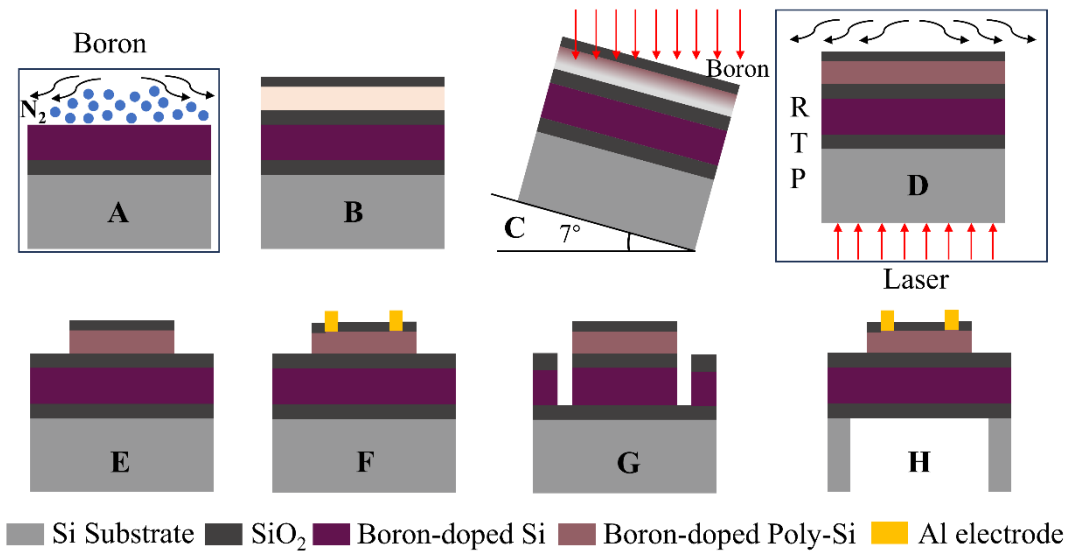 Boron
N2
A
B
Boron
C
7°
R
T
P
D
Laser
E
F
G
H
Si Substrate SiO2 Boron-doped Si Boron-doped Poly-Si Al electrode